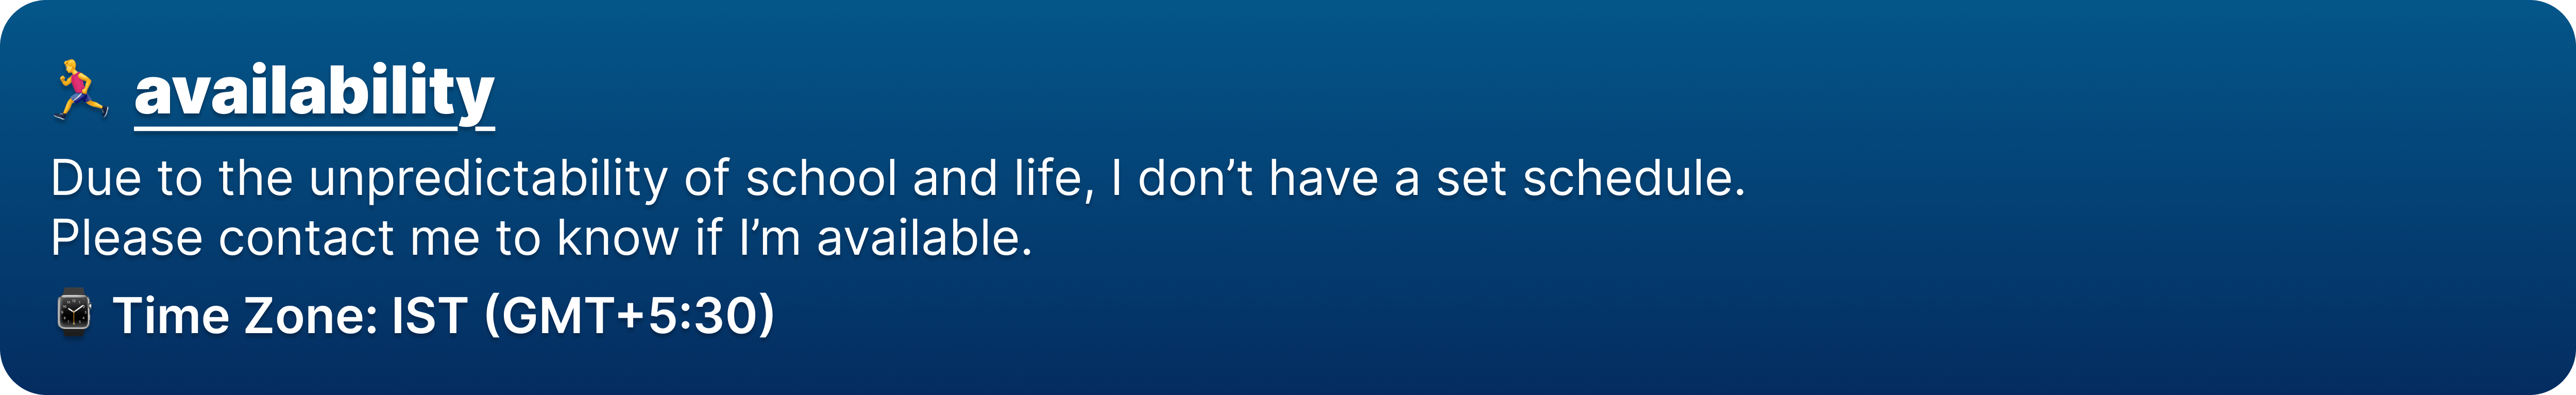 🏃 availability
Due to the unpredictability of school and life, I don’t have a set schedule.
Please contact me to know if I’m available.
⌚ Time Zone: IST (GMT+5:30)